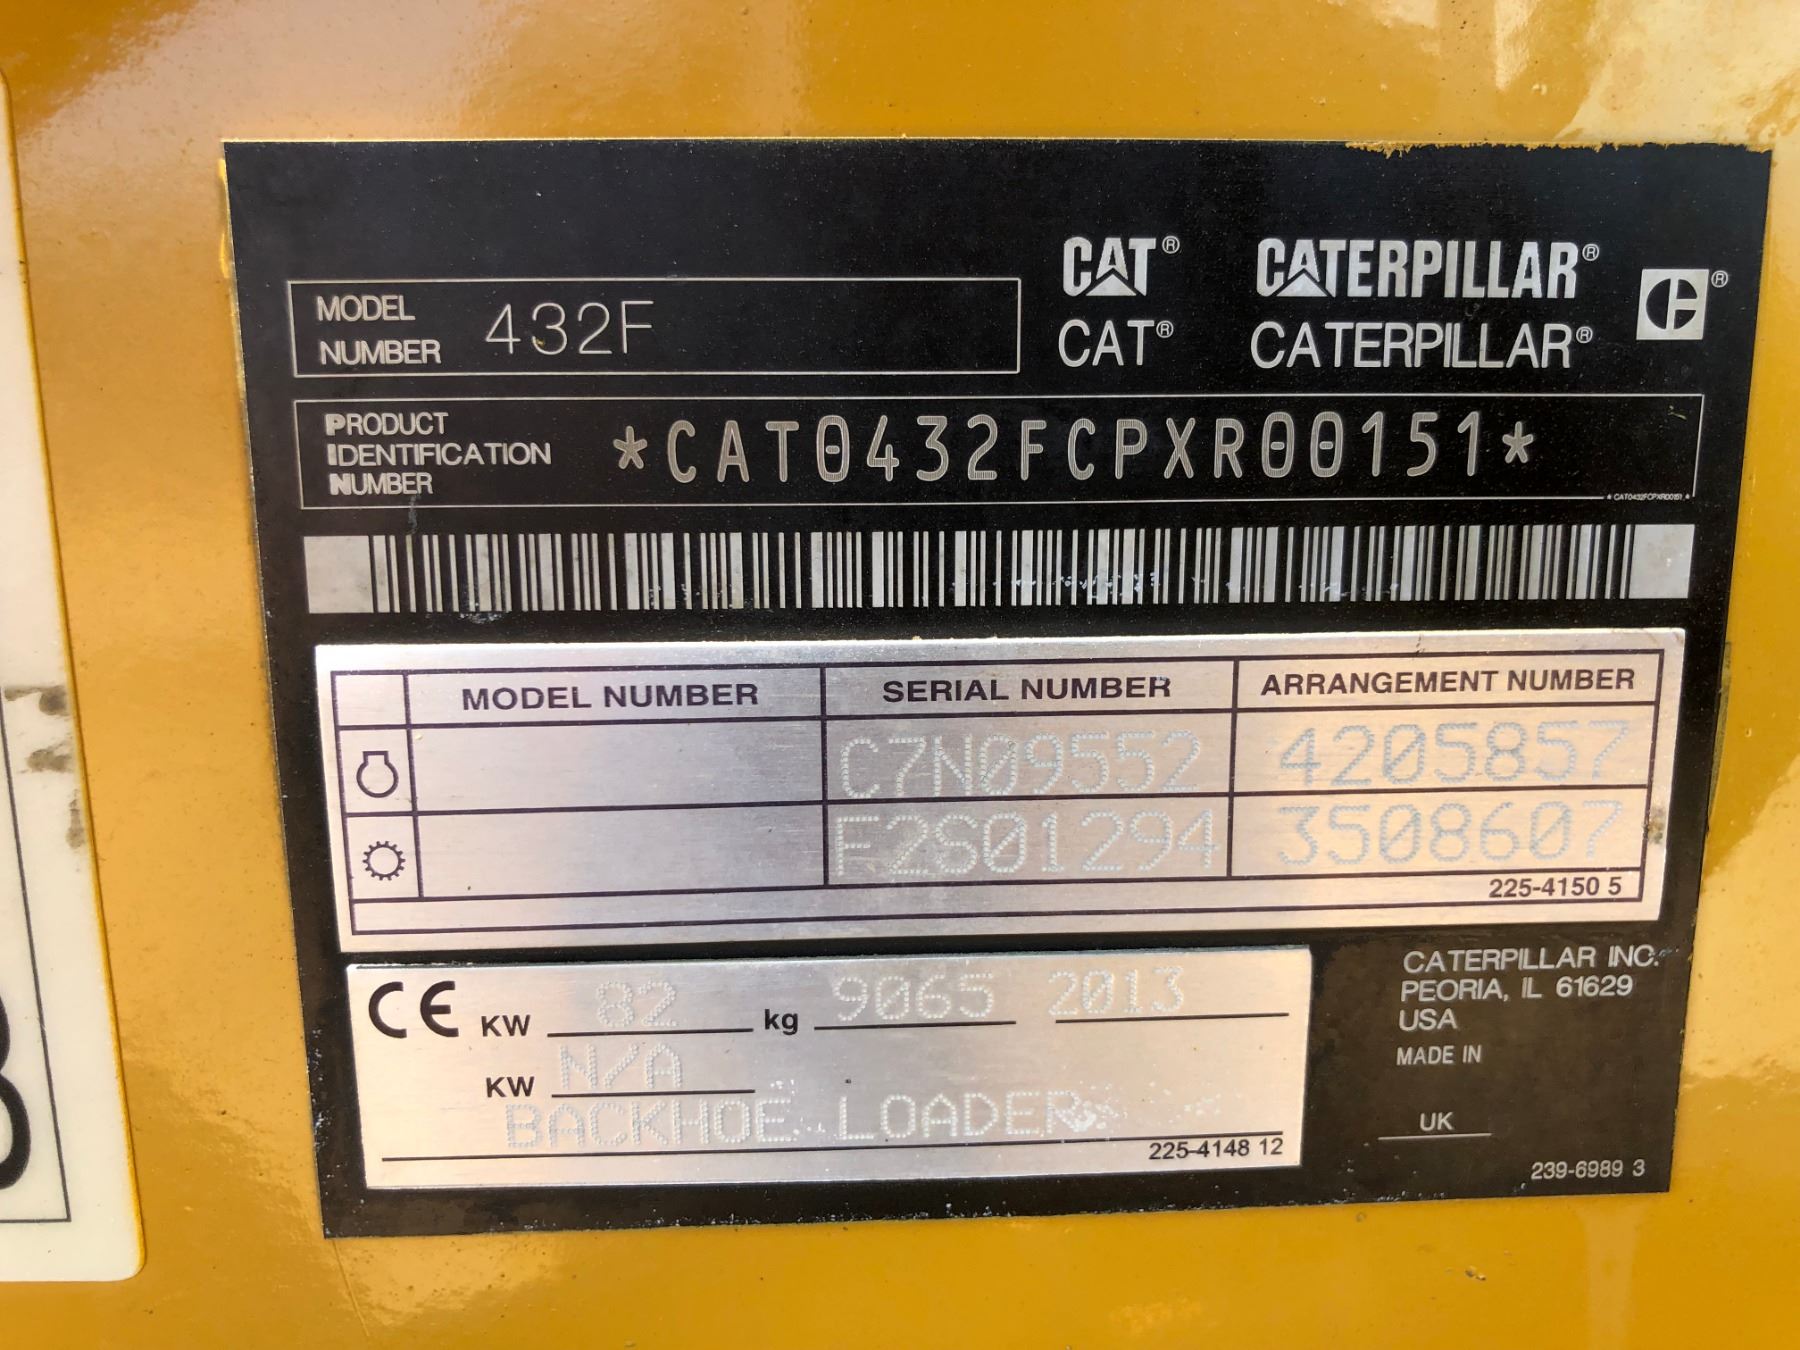 CAT® CATERPILLAR®
CAT® CATERPILLAR®
MODEL NUMBER 432F
PRODUCT IDENTIFICATION NUMBER *CAT0432FCPXR00151*
*CAT0432FCPXR00151*
MODEL NUMBER SERIAL NUMBER ARRANGEMENT NUMBER
C7N09552 4205857
F2S01294 3508607
225-4150 5
CE KW 82 kg 9065 2013
KW N/A
BACKHOE LOADER
225-4148 12
CATERPILLAR INC.
PEORIA, IL 61629
USA
MADE IN
UK
239-6989 3